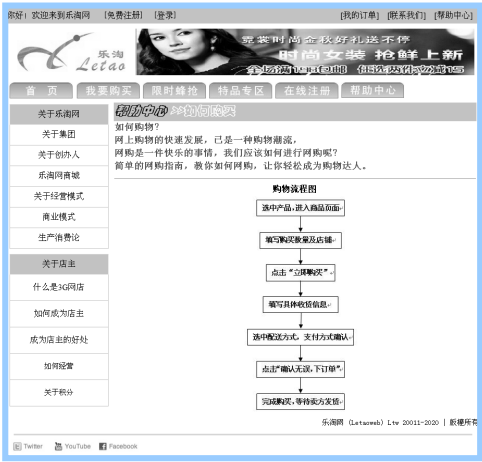 你好！欢迎来到乐淘网 [免费注册] [登录] [我的订单] [联系我们] [帮助中心]
乐淘
Letao
霓裳时尚金秋好礼送不停
时尚女装 抢鲜上新
首 页 我要购买 限时蜂抢 特品专区 在线注册 帮助中心
关于乐淘网
关于集团
关于创办人
乐淘网商城
关于经营模式
商业模式
生产消费论
关于店主
什么是3G网店
如何成为店主
成为店主的好处
如何经营
关于积分
帮助中心 >>如何购买
如何购物?
网上购物的快速发展，已是一种购物潮流，
网购是一件快乐的事情，我们应该如何进行网购呢?
简单的网购指南，教你如何网购，让你轻松成为购物达人。
购物流程图
选中产品,进入商品页面
填写购买数量及店铺
点击“立即购买”
填写具体收货信息
选中配送方式，支付方式确认
点击“确认无误,下订单”
完成购买,等待卖方发货
乐淘网 (Letaoweb) Ltw 20011-2020 | 版權所有
Twitter YouTube Facebook